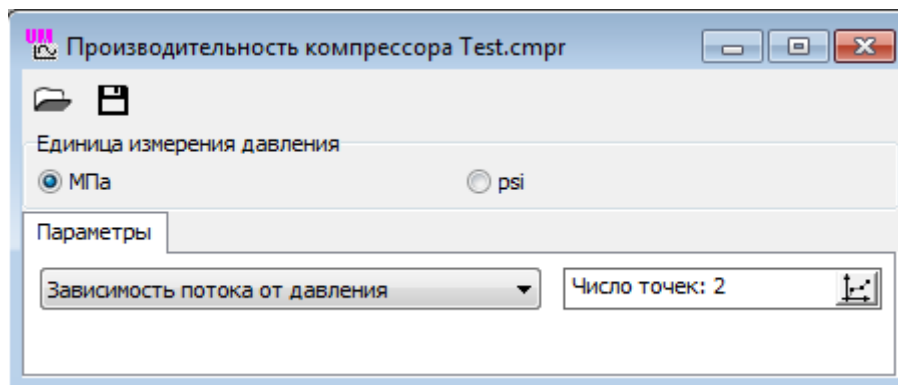 UM Производительность компрессора Test.cmpr
Единица измерения давления
МПа psi
Параметры
Зависимость потока от давления Число точек: 2